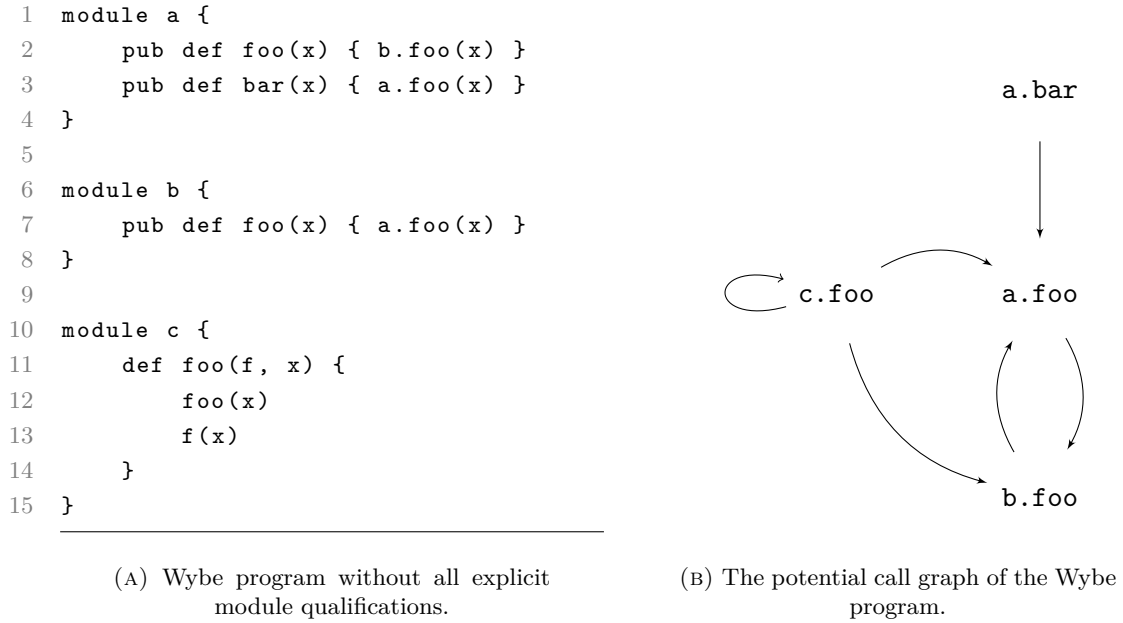 1 module a {
2     pub def foo(x) { b.foo(x) }
3     pub def bar(x) { a.foo(x) }
4 }
5
6 module b {
7     pub def foo(x) { a.foo(x) }
8 }
9
10 module c {
11     def foo(f, x) {
12         foo(x)
13         f(x)
14     }
15 }
(A) Wybe program without all explicit
module qualifications.
a.bar
c.foo a.foo
b.foo
(B) The potential call graph of the Wybe
program.